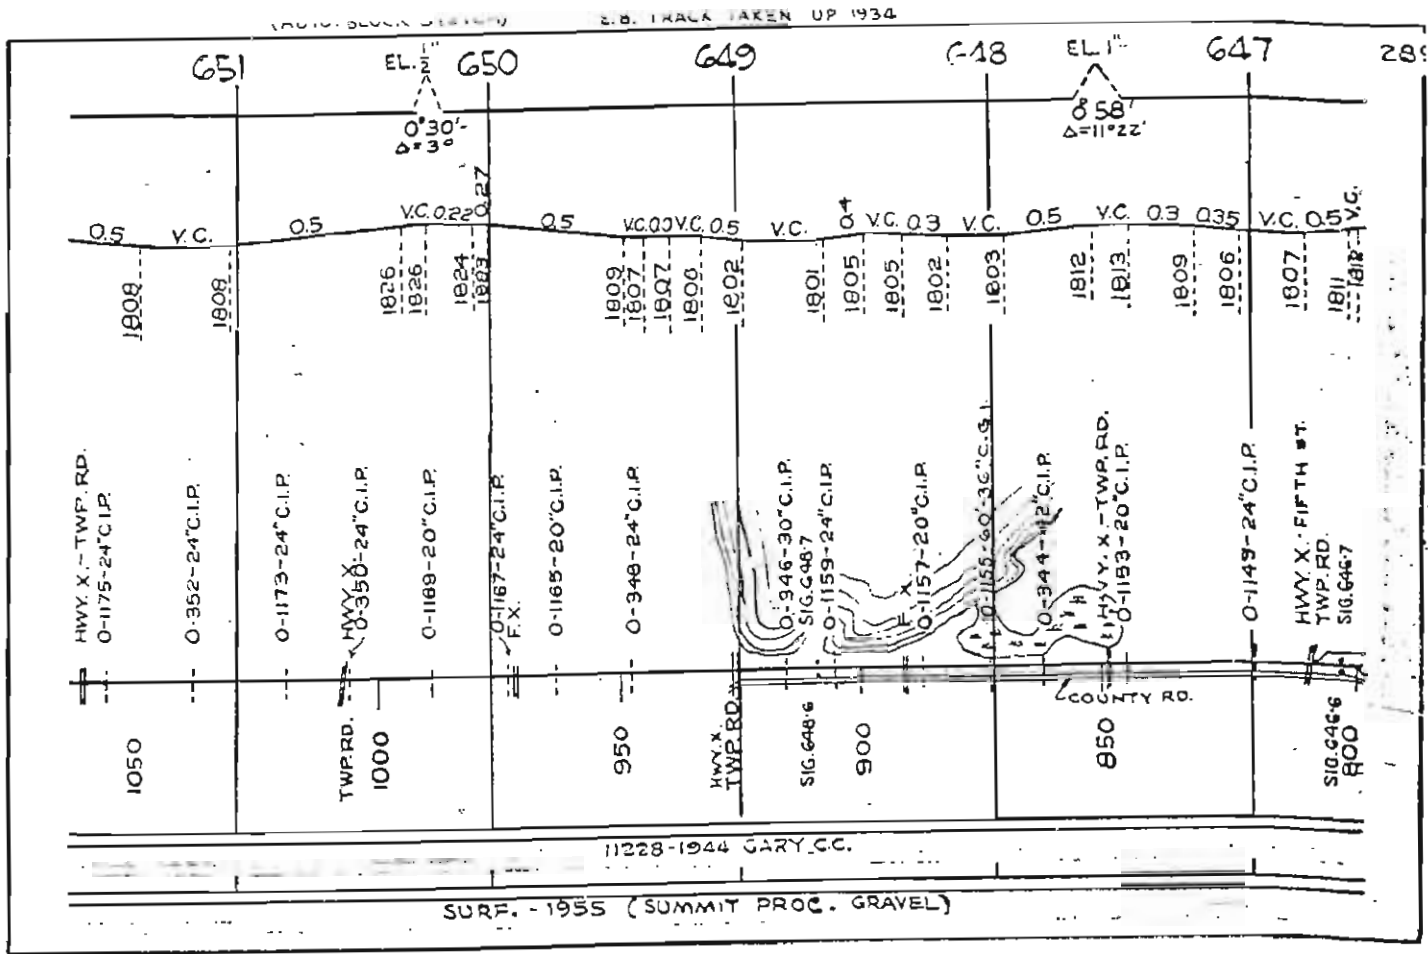 (AUTO. BLOCK SYSTEM) E.B. TRACK TAKEN UP 1934
651 EL. ½" 650 649 648 EL. 1" 647
0°30' 0°58'
Δ=3° Δ=11°22'
0.5 V.C. 0.5 V.C. 0.22 0.27 0.5 V.C. V.C. 0.5 V.C. 0.4 V.C. 0.3 V.C. 0.5 V.C. 0.3 0.35 V.C. 0.5 V.C.
1808 1808 1826 1826 1824 1823 1809 1807 1807 1808 1802 1801 1805 1805 1802 1803 1812 1813 1809 1806 1807 1811 1812
HWY. X.-TWP. RD.
0-1175-24"C.I.P.
0-352-24"C.I.P.
0-1173-24"C.I.P.
HWY. X.
0-350-24"C.I.P.
0-1169-20"C.I.P.
0-1167-24"C.I.P.
F.X.
0-1165-20"C.I.P.
0-348-24"C.I.P.
0-346-30"C.I.P.
SIG.648.7
0-1159-24"C.I.P.
F. X.
0-1157-20"C.I.P.
0-1155-60'-36"C.G.I.
0-344-42"C.I.P.
HWY. X.-TWP. RD.
0-1153-20"C.I.P.
0-1149-24"C.I.P.
HWY. X.-FIFTH ST.
TWP. RD.
SIG.646.7
COUNTY RD.
1050
TWP. RD.
1000
950
HWY. X.
TWP. RD.
SIG.648.6
900
850
SIG.646.6
800
11228-1944 GARY C.C.
SURF. - 1955 (SUMMIT PROC. GRAVEL)